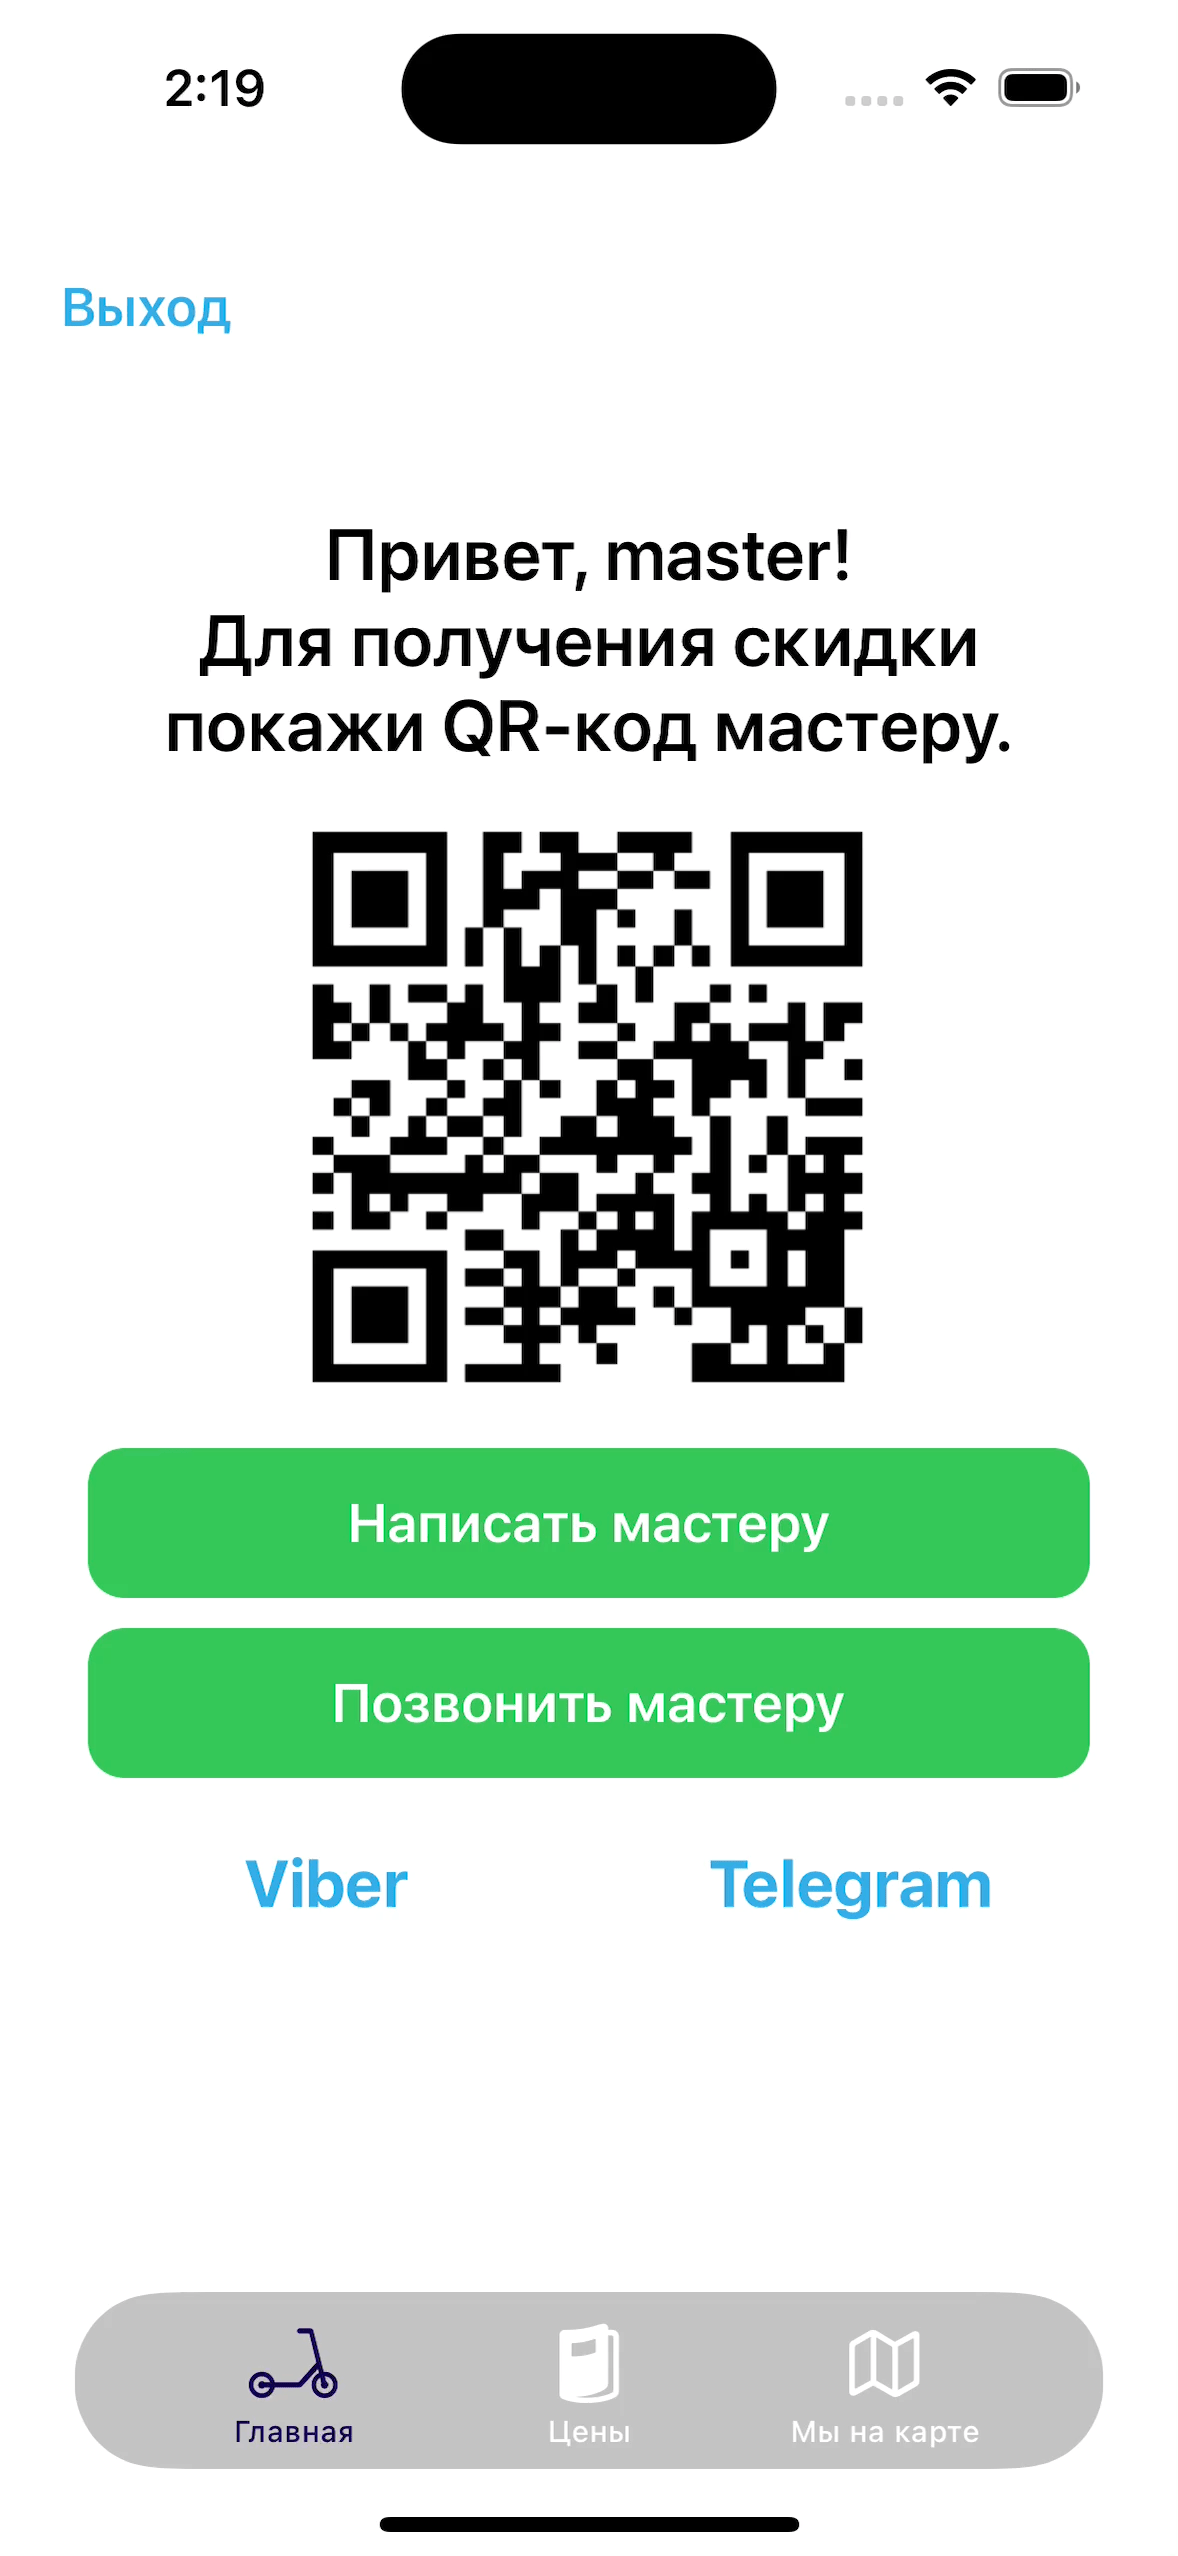 2:19
Выход
Привет, master!
Для получения скидки
покажи QR-код мастеру.
Написать мастеру
Позвонить мастеру
Viber
Telegram
Главная
Цены
Мы на карте